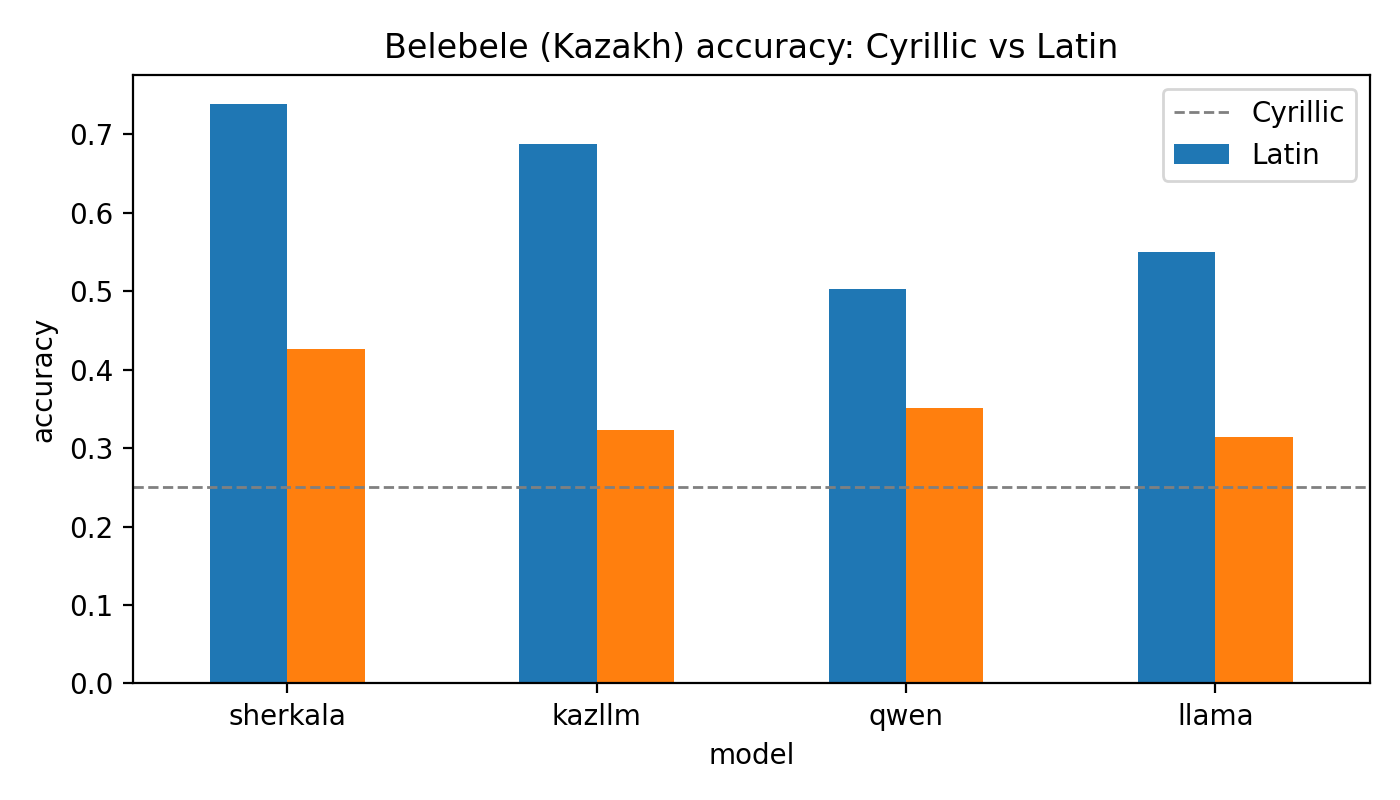 Belebele (Kazakh) accuracy: Cyrillic vs Latin
Cyrillic
Latin
accuracy
0.7
0.6
0.5
0.4
0.3
0.2
0.1
0.0
sherkala
kazllm
qwen
llama
model